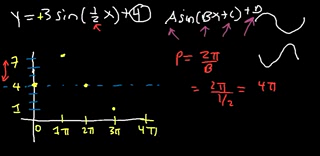 y = +3 sin(½x) + 4
A sin(Bx + C) + D
P = 2π/B
= 2π/1/2 = 4π
7
4
1
0 1π 2π 3π 4π